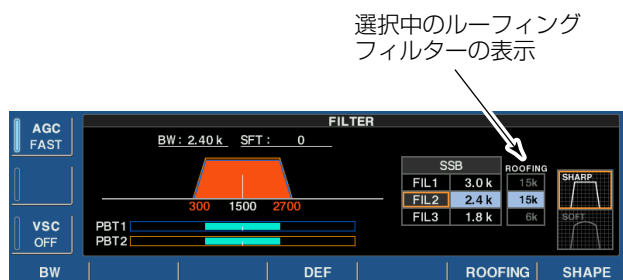 選択中のルーフィング
フィルターの表示
FILTER
AGC
FAST
BW: 2.40 k SFT: 0
300 1500 2700
PBT1
PBT2
SSB ROOFING
FIL1 3.0 k 15k
FIL2 2.4 k 15k
FIL3 1.8 k 6k
SHARP
SOFT
VSC
OFF
BW DEF ROOFING SHAPE